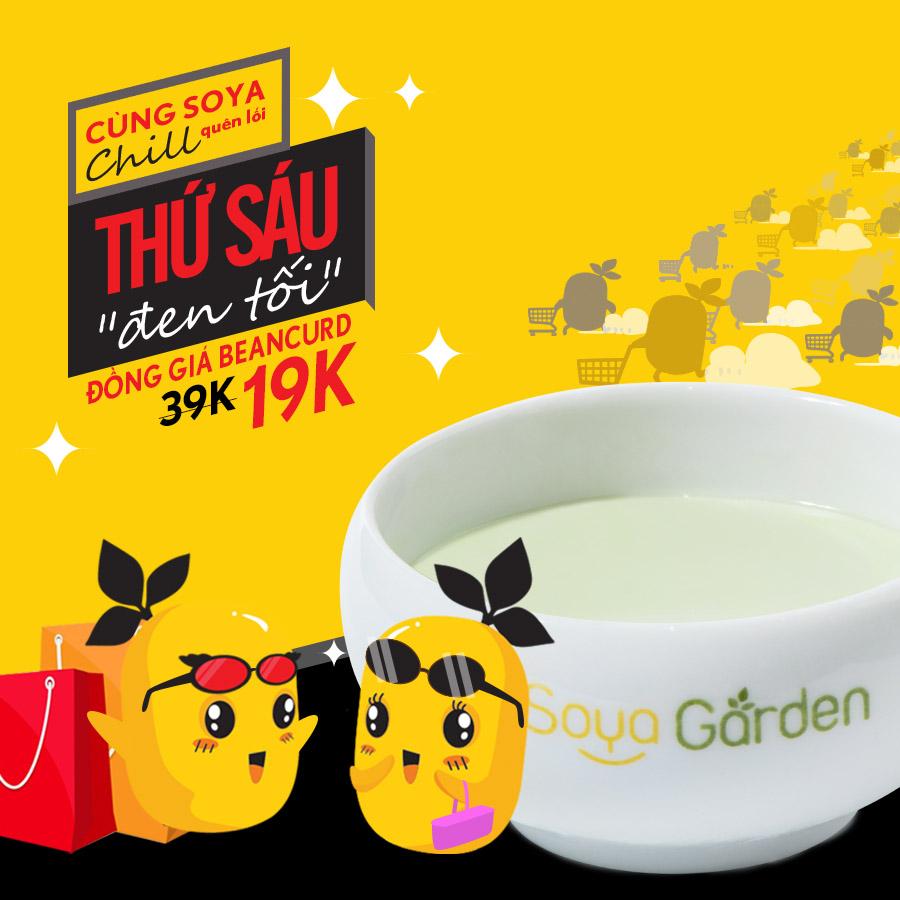 CÙNG SOYA
Chill quên lối
THỨ SÁU
"đen tối"
ĐỒNG GIÁ BEANCURD
39K 19K
Soya Garden